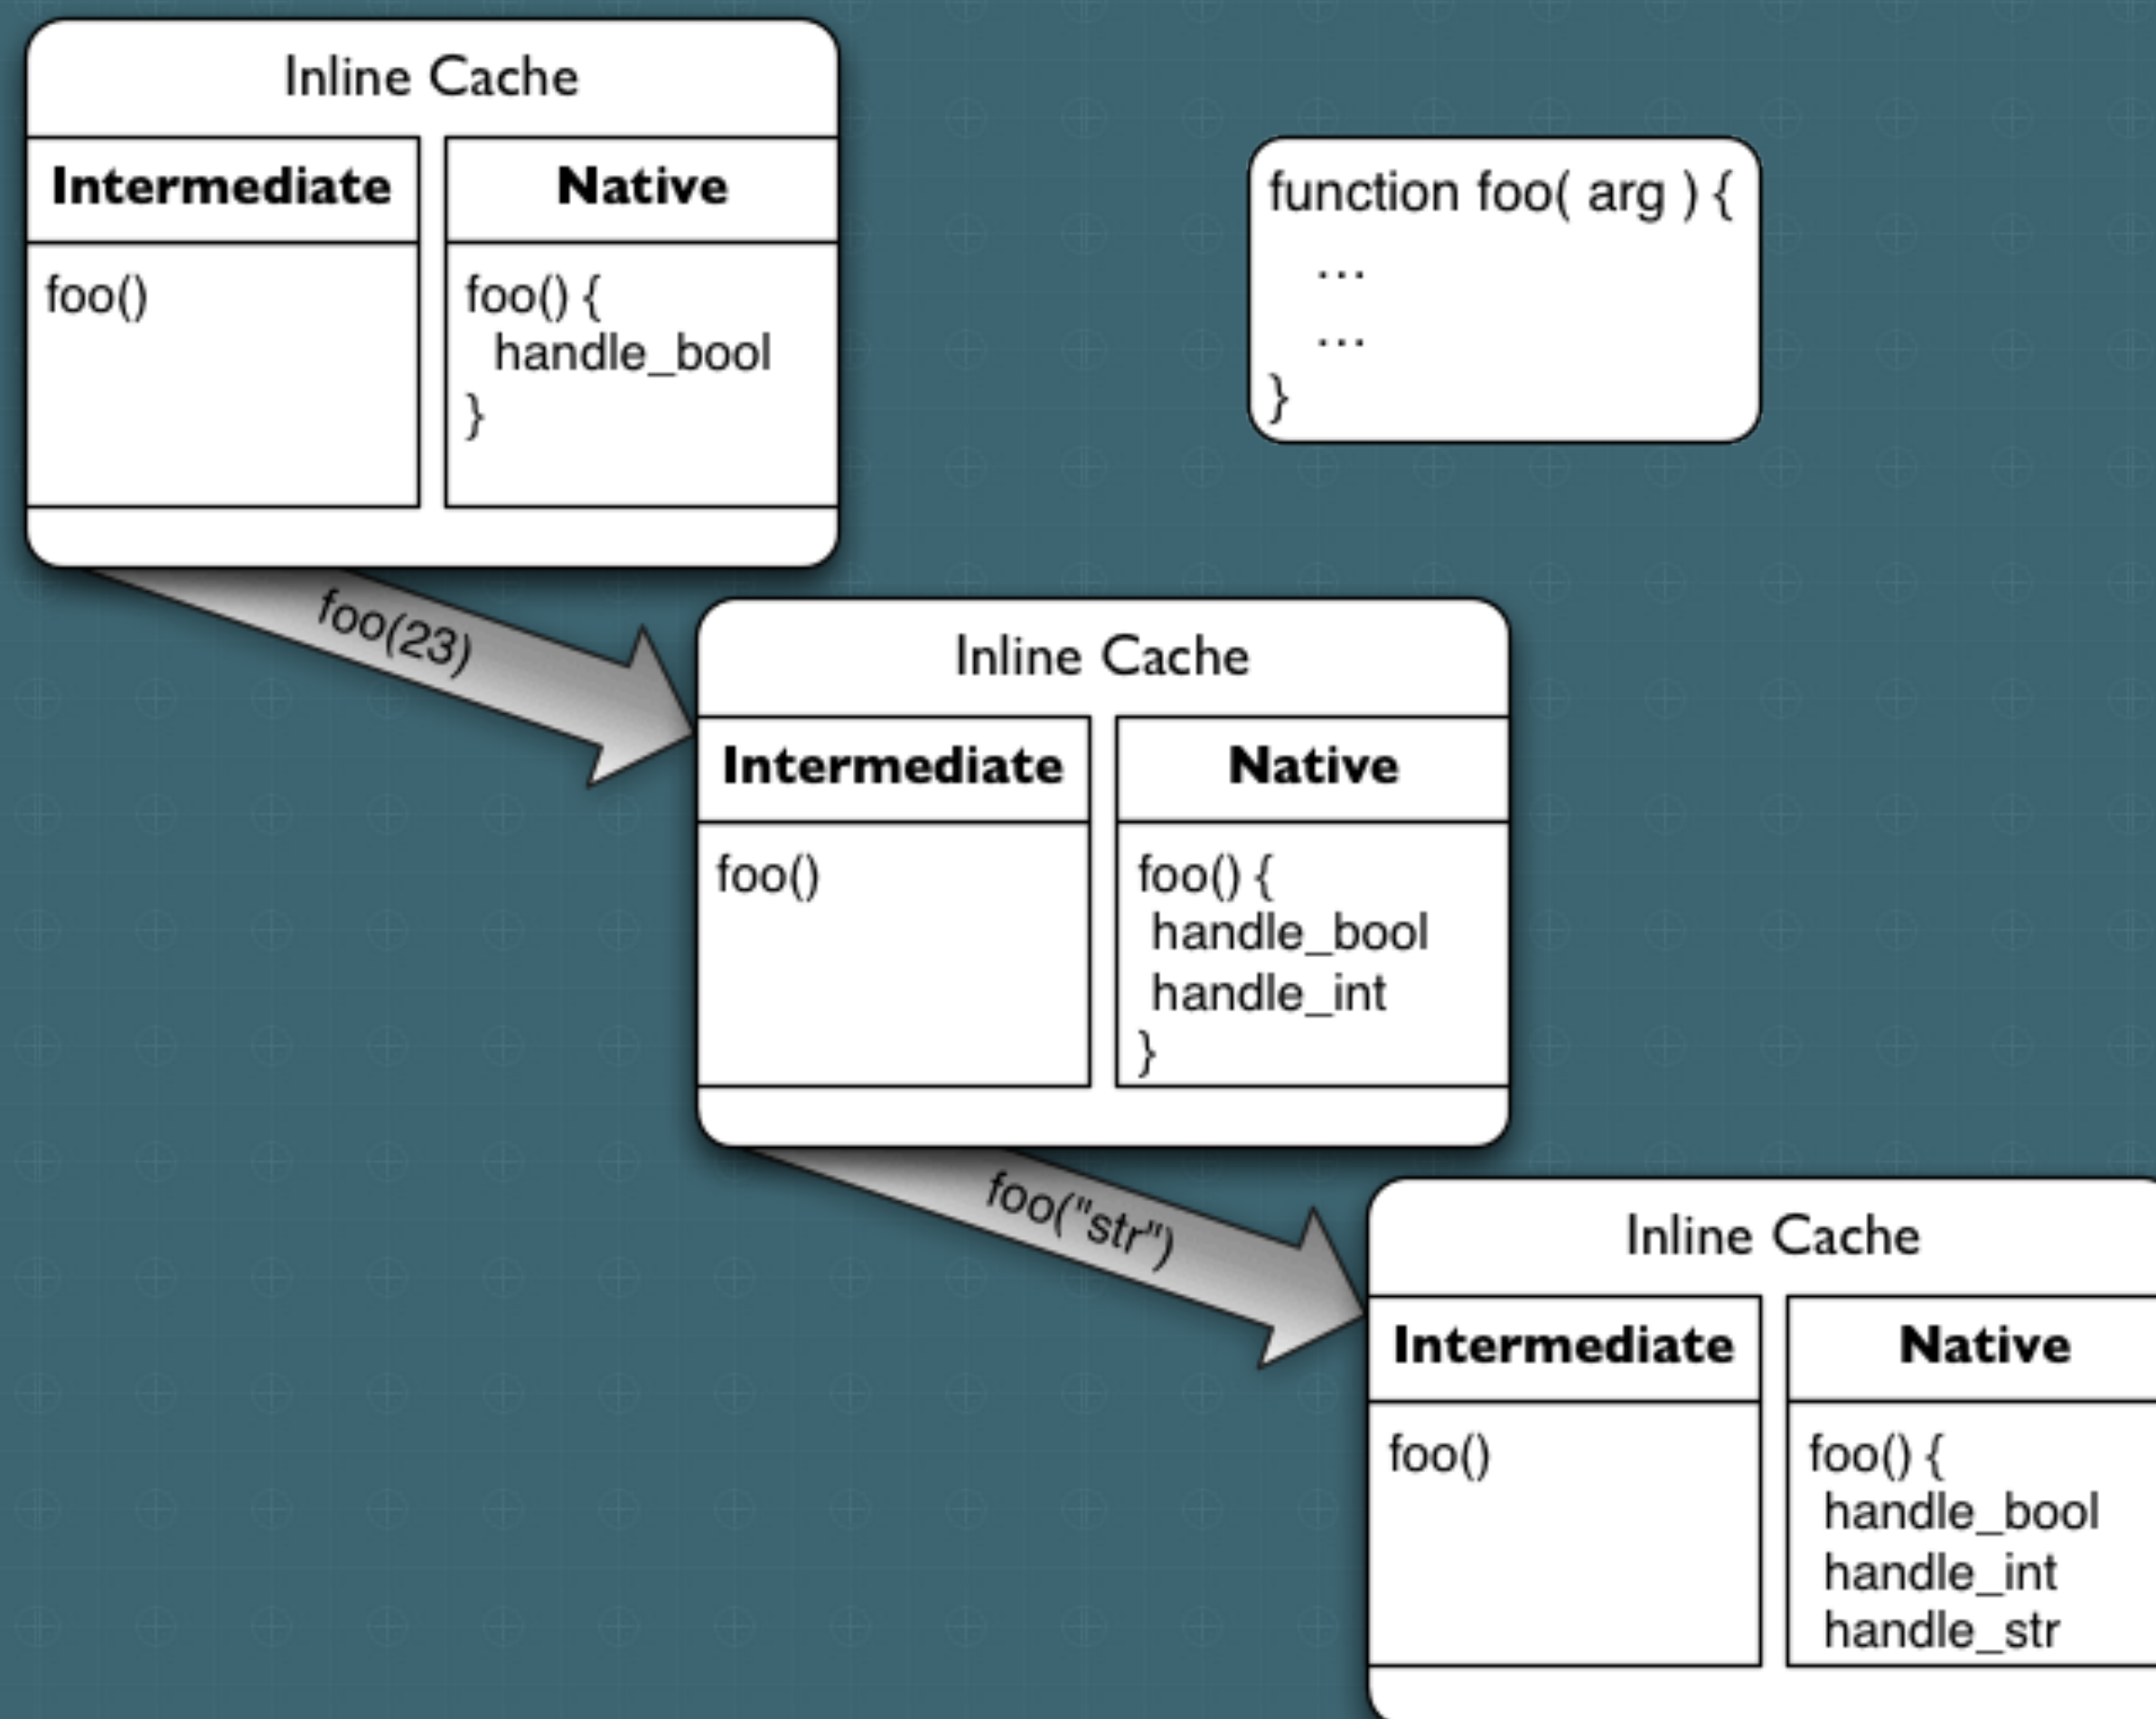 Inline Cache
Intermediate
Native
foo()
foo() {
handle_bool
}
function foo( arg ) {
...
...
}
foo(23)
Inline Cache
Intermediate
Native
foo()
foo() {
handle_bool
handle_int
}
foo("str")
Inline Cache
Intermediate
Native
foo()
foo() {
handle_bool
handle_int
handle_str